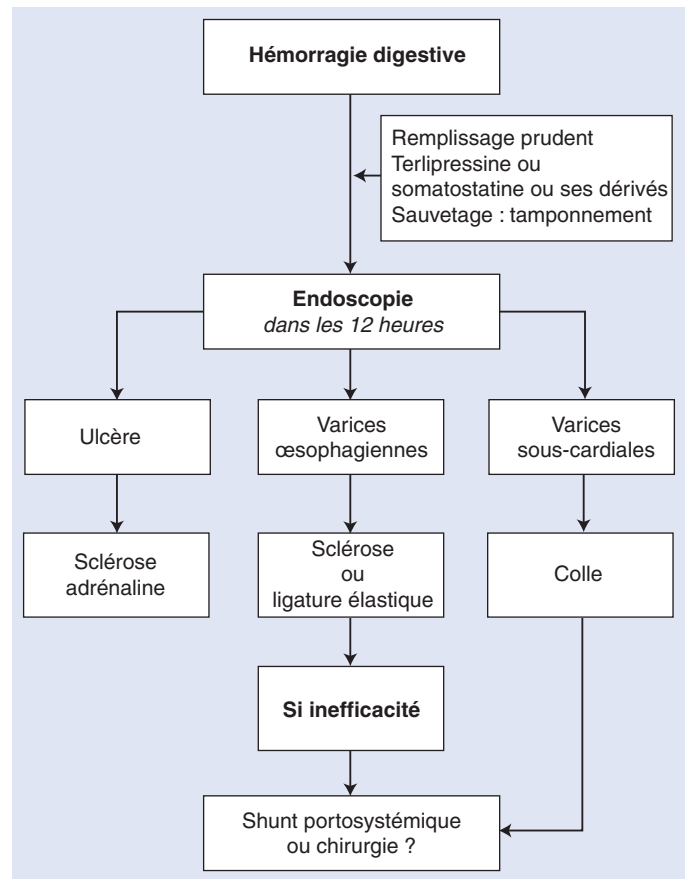 Hémorragie digestive
Remplissage prudent
Terlipressine ou
somatostatine ou ses dérivés
Sauvetage : tamponnement
Endoscopie
dans les 12 heures
Ulcère
Varices
œsophagiennes
Varices
sous-cardiales
Sclérose
adrénaline
Sclérose
ou
ligature élastique
Colle
Si inefficacité
Shunt portosystémique
ou chirurgie ?